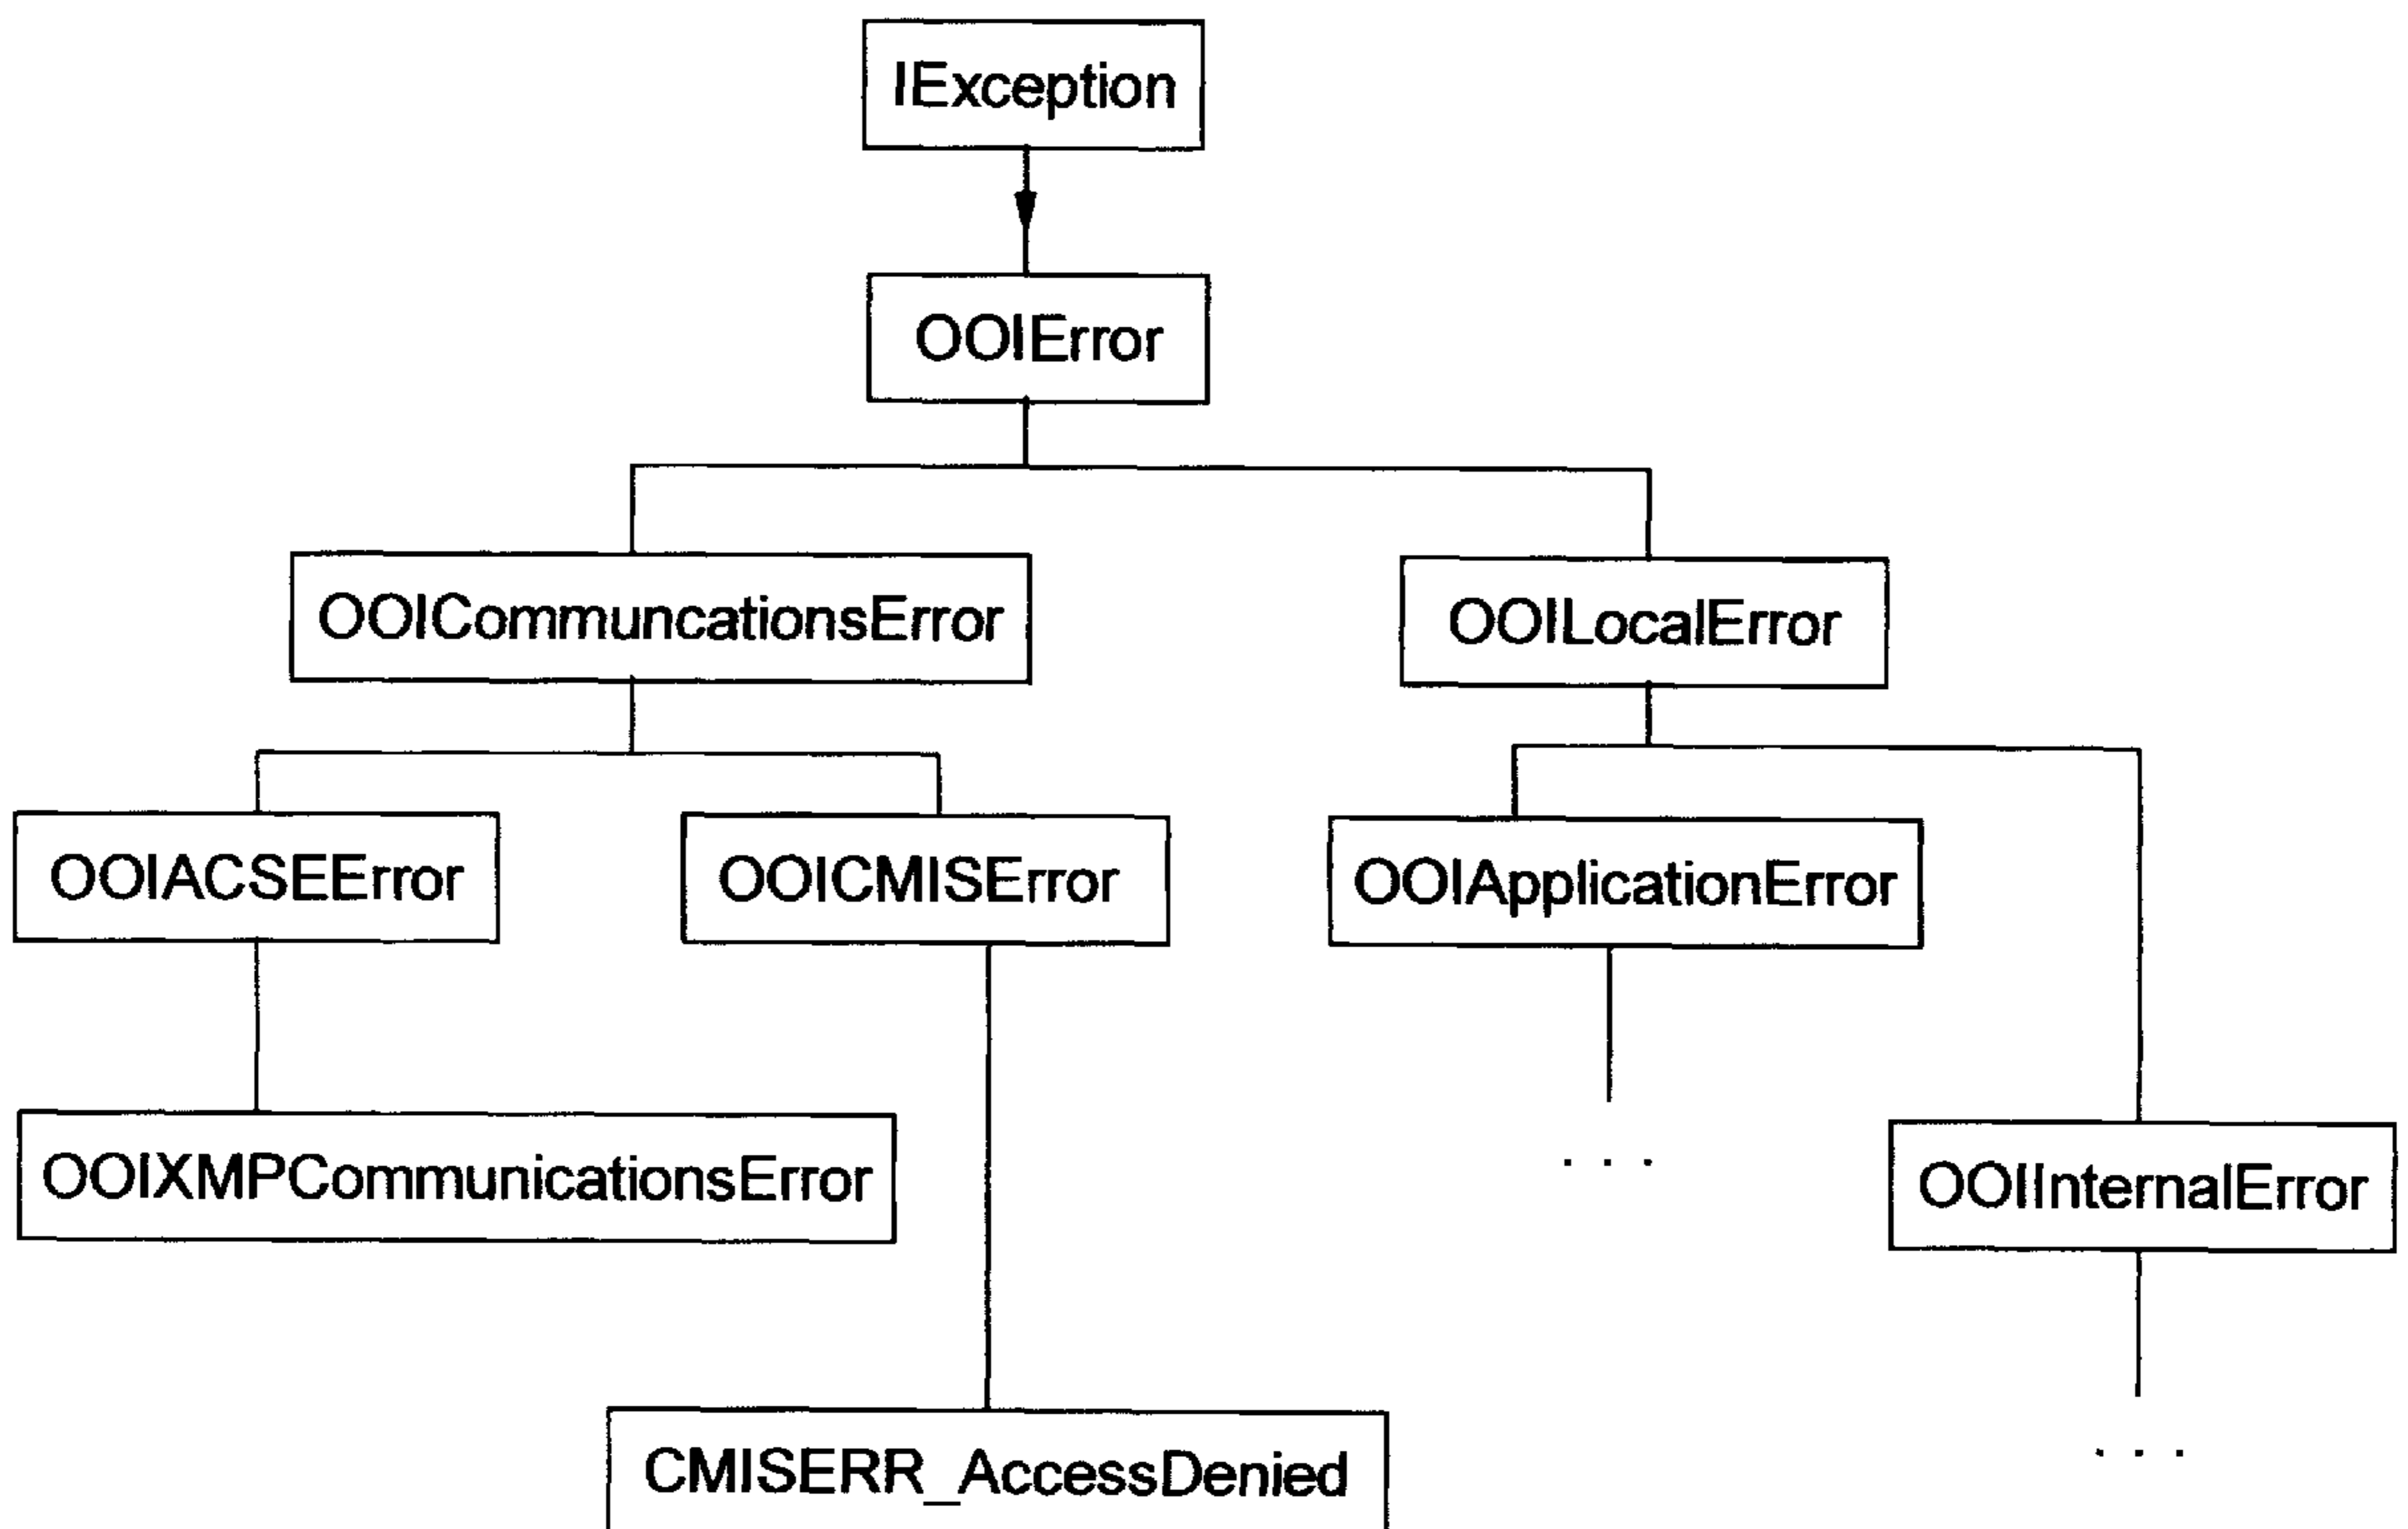 IException
OOIError
OOICommuncationsError
OOILocalError
OOIACSEError
OOICMISError
OOIApplicationError
OOIXMPCommunicationsError
. . .
OOIInternalError
CMISERR_AccessDenied
. . .